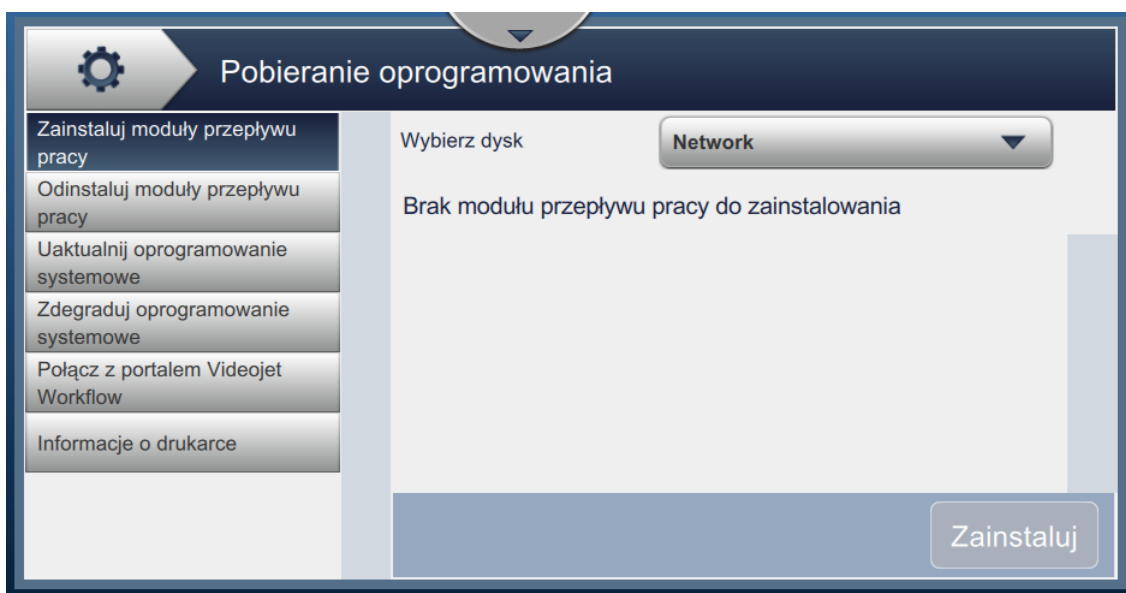 Pobieranie oprogramowania
Zainstaluj moduły przepływu
pracy
Odinstaluj moduły przepływu
pracy
Uaktualnij oprogramowanie
systemowe
Zdegraduj oprogramowanie
systemowe
Połącz z portalem Videojet
Workflow
Informacje o drukarce
Wybierz dysk
Network
Brak modułu przepływu pracy do zainstalowania
Zainstaluj